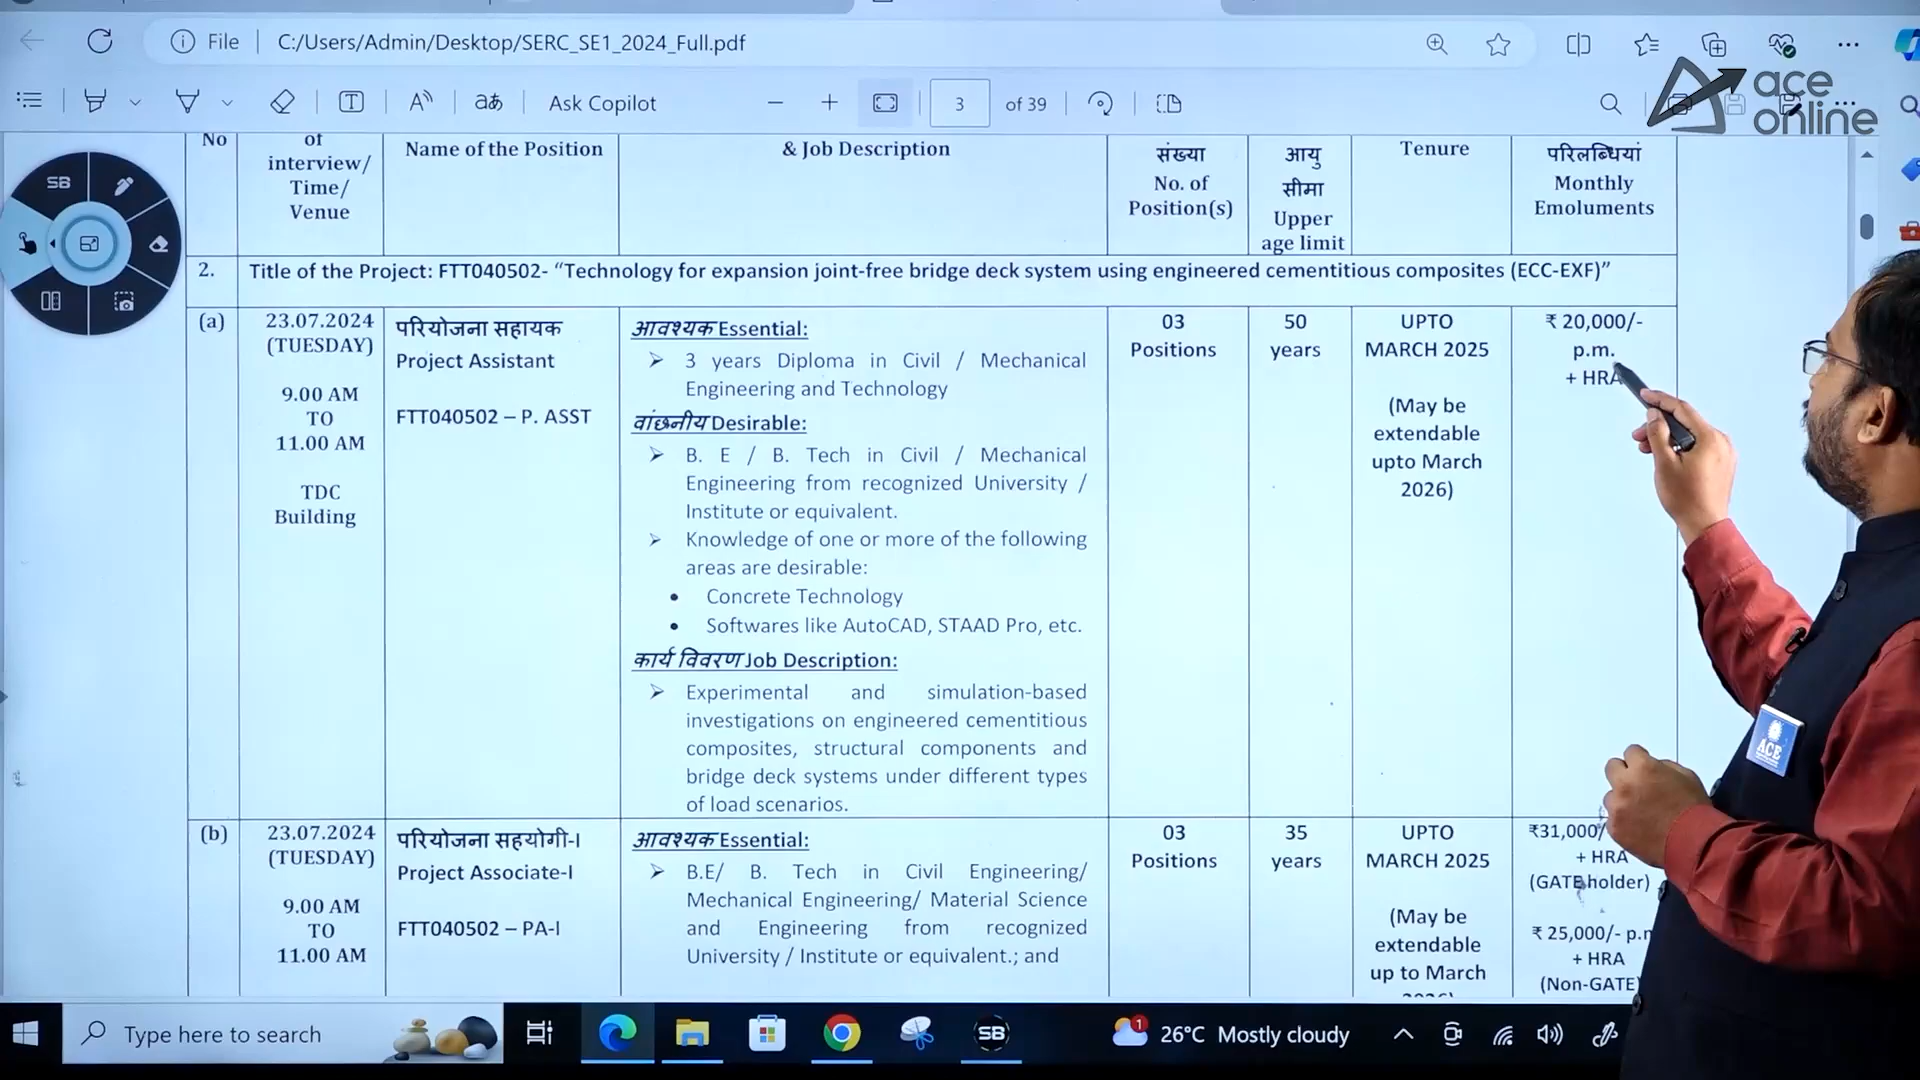 File
C:/Users/Admin/Desktop/SERC_SE1_2024_Full.pdf
Ask Copilot
3
of 39
ace
online
SB
No
of
interview/
Time/
Venue
Name of the Position
& Job Description
संख्या
No. of
Position(s)
आयु
सीमा
Upper
age limit
Tenure
परिलब्धियां
Monthly
Emoluments
2.
Title of the Project: FTT040502- “Technology for expansion joint-free bridge deck system using engineered cementitious composites (ECC-EXF)”
(a)
23.07.2024
(TUESDAY)
9.00 AM
TO
11.00 AM
TDC
Building
परियोजना सहायक
Project Assistant
FTT040502 – P. ASST
आवश्यक Essential:
➢ 3 years Diploma in Civil / Mechanical
Engineering and Technology
वांछनीय Desirable:
➢ B. E / B. Tech in Civil / Mechanical
Engineering from recognized University /
Institute or equivalent.
➢ Knowledge of one or more of the following
areas are desirable:
• Concrete Technology
• Softwares like AutoCAD, STAAD Pro, etc.
कार्य विवरण Job Description:
➢ Experimental and simulation-based
investigations on engineered cementitious
composites, structural components and
bridge deck systems under different types
of load scenarios.
03
Positions
50
years
UPTO
MARCH 2025
(May be
extendable
upto March
2026)
₹ 20,000/-
p.m.
+ HRA
(b)
23.07.2024
(TUESDAY)
9.00 AM
TO
11.00 AM
परियोजना सहयोगी-I
Project Associate-I
FTT040502 – PA-I
आवश्यक Essential:
➢ B.E/ B. Tech in Civil Engineering/
Mechanical Engineering/ Material Science
and Engineering from recognized
University / Institute or equivalent.; and
03
Positions
35
years
UPTO
MARCH 2025
(May be
extendable
up to March
₹31,000/
+ HRA
(GATE holder)
₹ 25,000/-
+ HRA
(Non-GATE)
ACE
Type here to search
SB
1
26°C Mostly cloudy